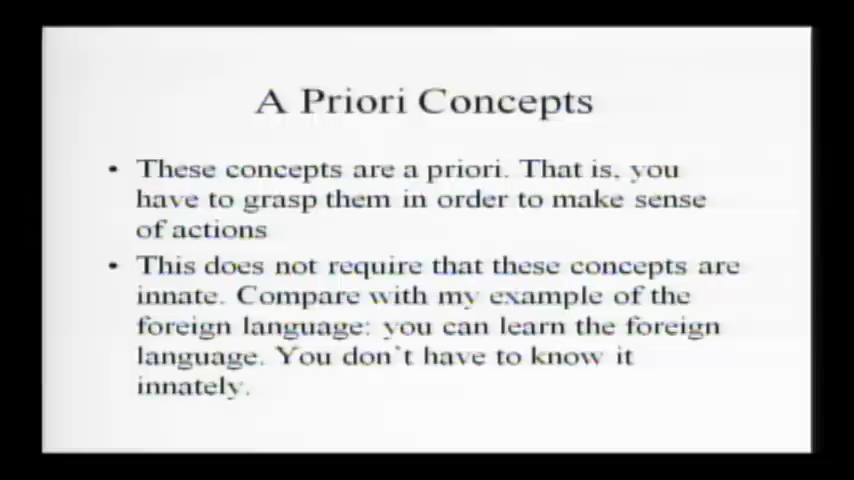 A Priori Concepts
• These concepts are a priori. That is, you
have to grasp them in order to make sense
of actions
• This does not require that these concepts are
innate. Compare with my example of the
foreign language: you can learn the foreign
language. You don`t have to know it
innately.